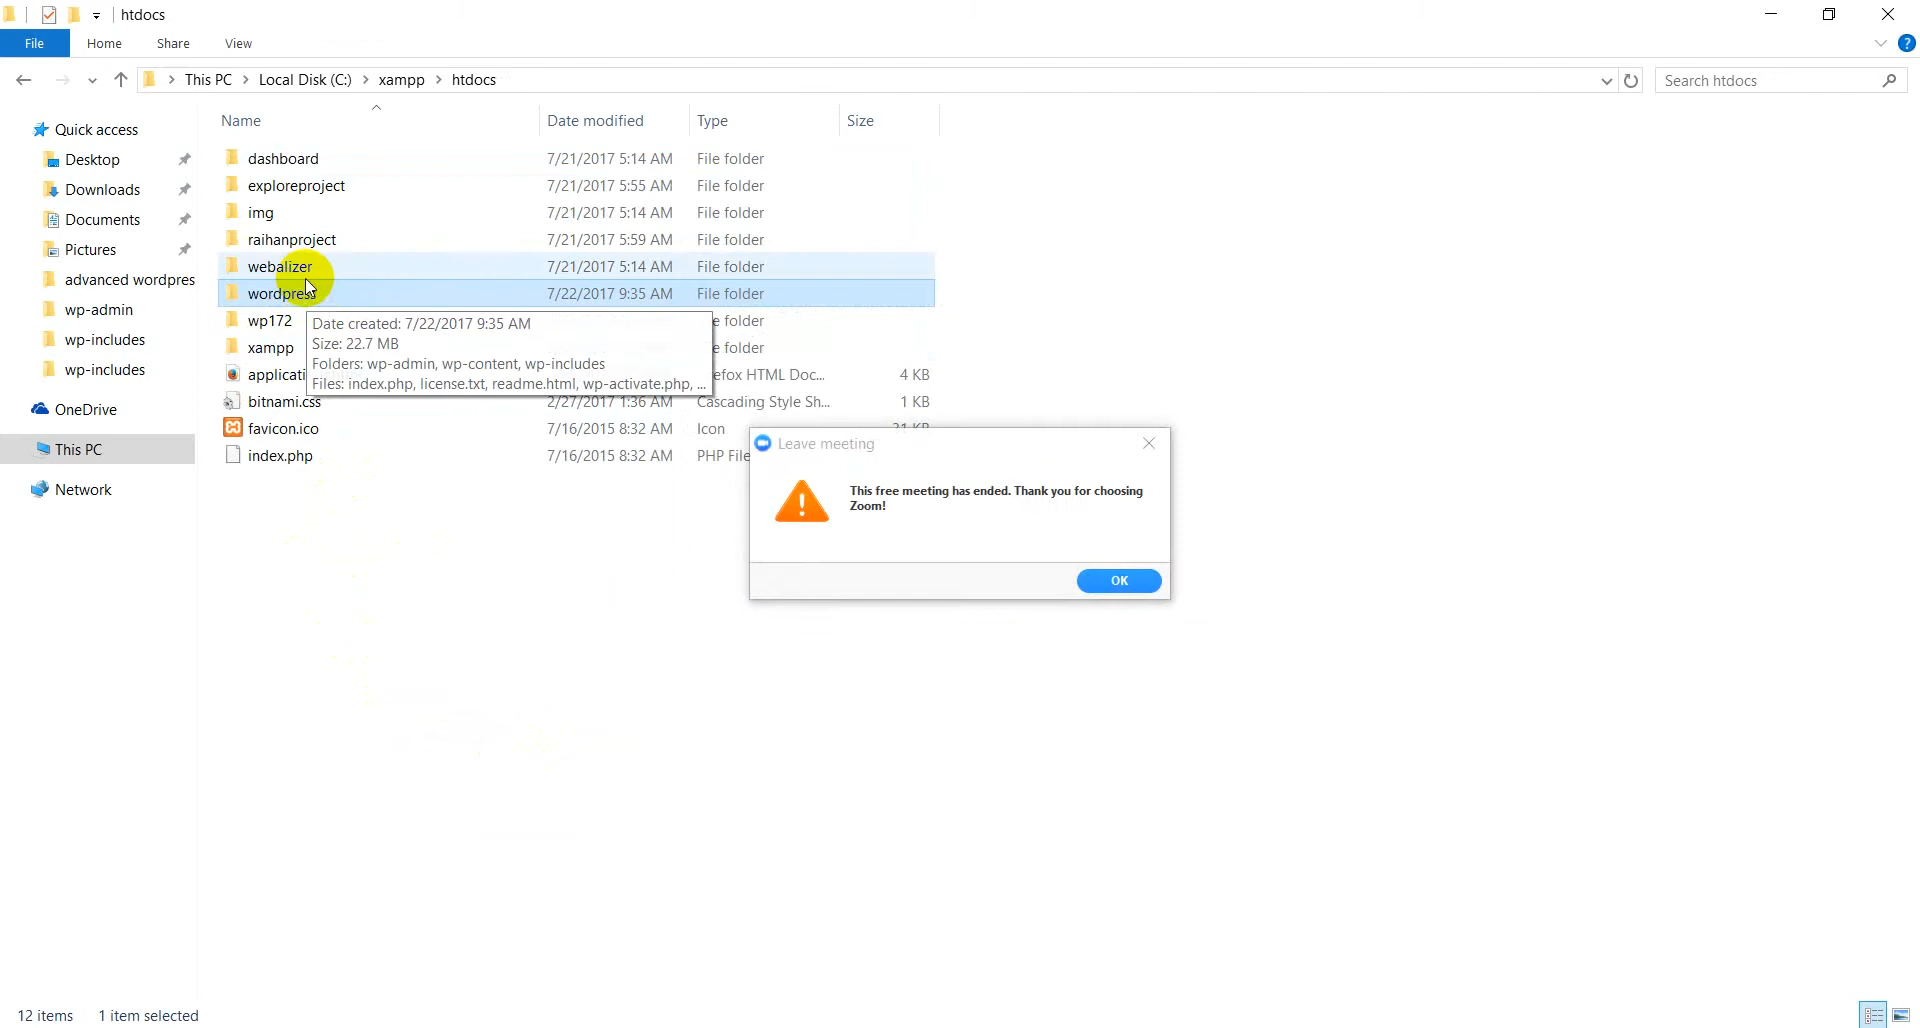 htdocs
File Home Share View
This PC Local Disk (C:) xampp htdocs
Search htdocs
Name Date modified Type Size
Quick access
Desktop
Downloads
Documents
Pictures
advanced wordpres
wp-admin
wp-includes
wp-includes
OneDrive
This PC
Network
dashboard 7/21/2017 5:14 AM File folder
exploreproject 7/21/2017 5:55 AM File folder
img 7/21/2017 5:14 AM File folder
raihanproject 7/21/2017 5:59 AM File folder
webalizer 7/21/2017 5:14 AM File folder
wordpress 7/22/2017 9:35 AM File folder
wp172 e folder
xampp e folder
applicati efox HTML Doc... 4 KB
bitnami.css 2/27/2017 1:36 AM Cascading Style Sh... 1 KB
favicon.ico 7/16/2015 8:32 AM Icon 31 KB
index.php 7/16/2015 8:32 AM PHP File
Date created: 7/22/2017 9:35 AM
Size: 22.7 MB
Folders: wp-admin, wp-content, wp-includes
Files: index.php, license.txt, readme.html, wp-activate.php, ...
Leave meeting
This free meeting has ended. Thank you for choosing
Zoom!
OK
12 items 1 item selected